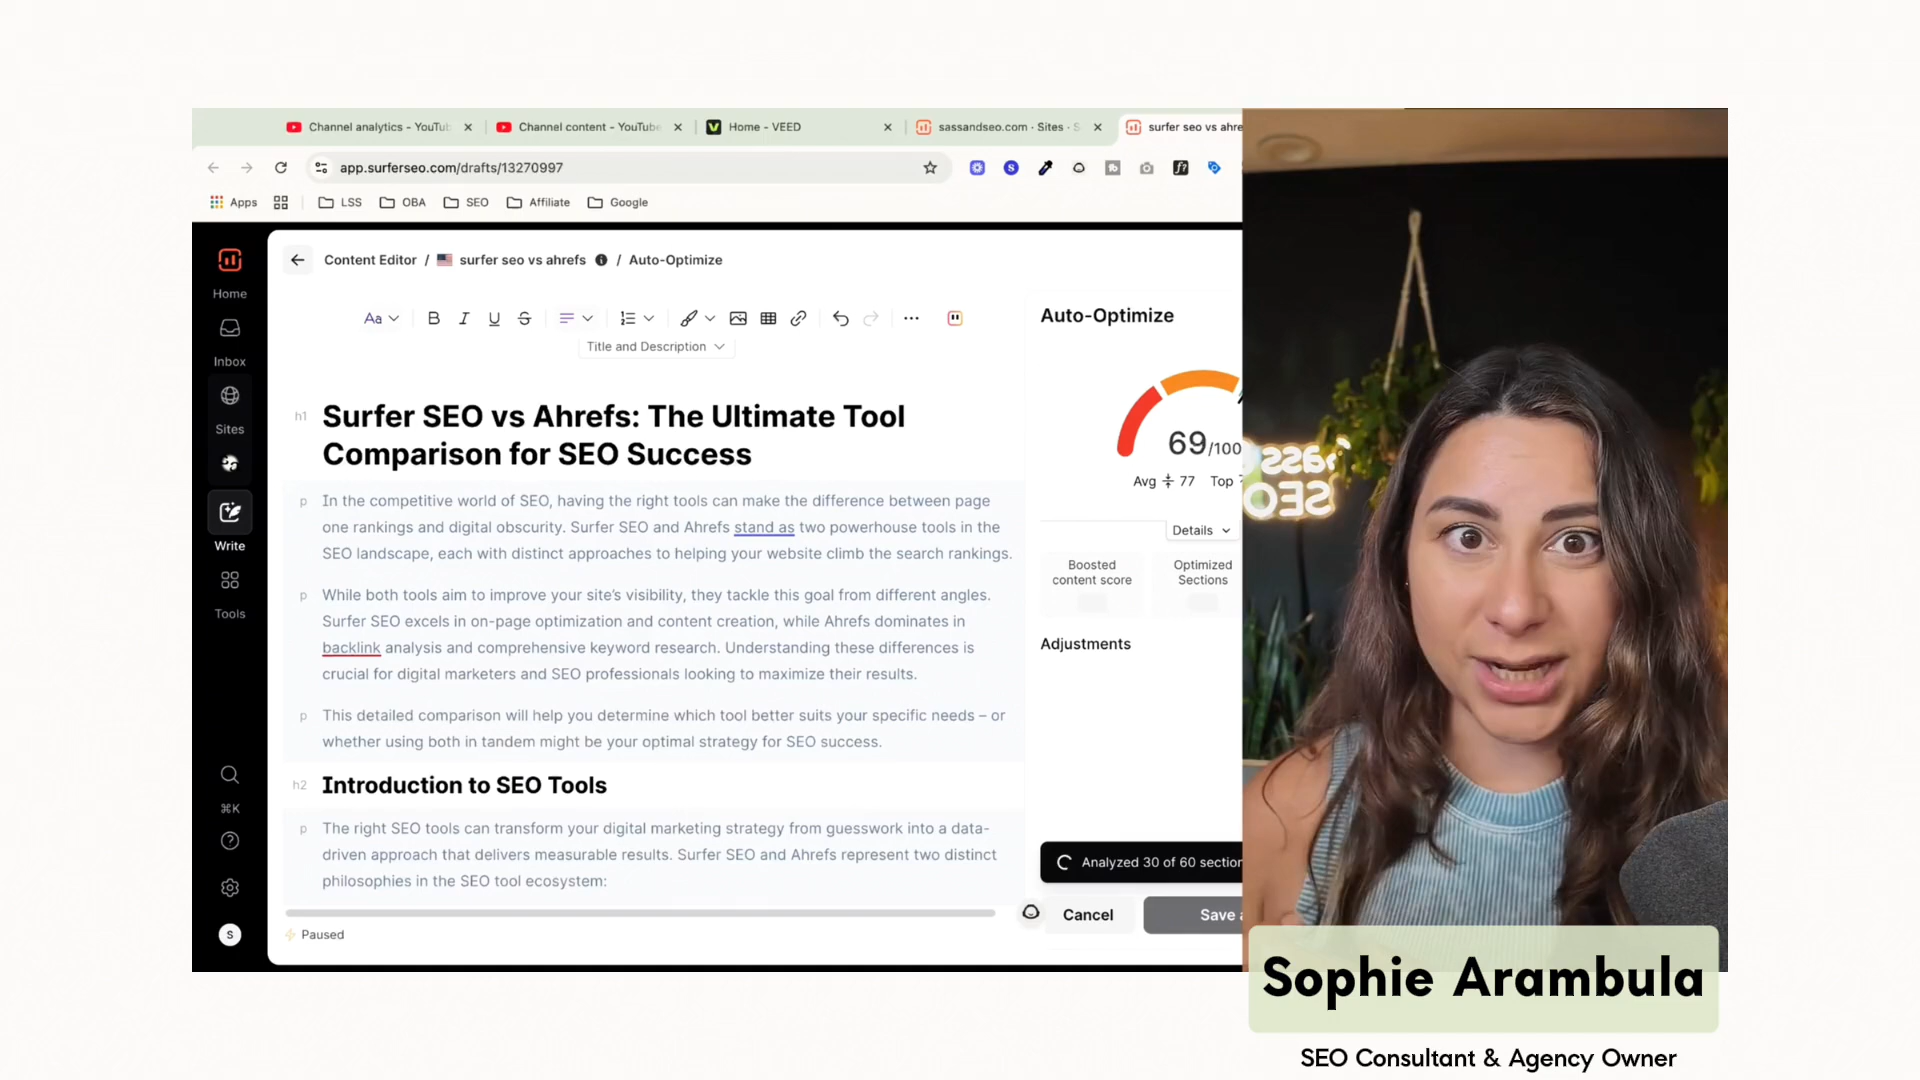 Channel analytics - YouTub
Channel content - YouTube
Home - VEED
sassandseo.com · Sites · S
surfer seo vs ahre
app.surferseo.com/drafts/13270997
Apps
LSS
OBA
SEO
Affiliate
Google
Home
Inbox
Sites
Write
Tools
⌘K
S
Content Editor / surfer seo vs ahrefs / Auto-Optimize
Aa B I U S
Title and Description
h1 Surfer SEO vs Ahrefs: The Ultimate Tool
Comparison for SEO Success
p In the competitive world of SEO, having the right tools can make the difference between page
one rankings and digital obscurity. Surfer SEO and Ahrefs stand as two powerhouse tools in the
SEO landscape, each with distinct approaches to helping your website climb the search rankings.
p While both tools aim to improve your site's visibility, they tackle this goal from different angles.
Surfer SEO excels in on-page optimization and content creation, while Ahrefs dominates in
backlink analysis and comprehensive keyword research. Understanding these differences is
crucial for digital marketers and SEO professionals looking to maximize their results.
p This detailed comparison will help you determine which tool better suits your specific needs – or
whether using both in tandem might be your optimal strategy for SEO success.
h2 Introduction to SEO Tools
p The right SEO tools can transform your digital marketing strategy from guesswork into a data-
driven approach that delivers measurable results. Surfer SEO and Ahrefs represent two distinct
philosophies in the SEO tool ecosystem:
Paused
Auto-Optimize
69/100
Avg 77 Top
Details
Boosted
content score
Optimized
Sections
Adjustments
Analyzed 30 of 60 section
Cancel
Save a
SEO
Sophie Arambula
SEO Consultant & Agency Owner